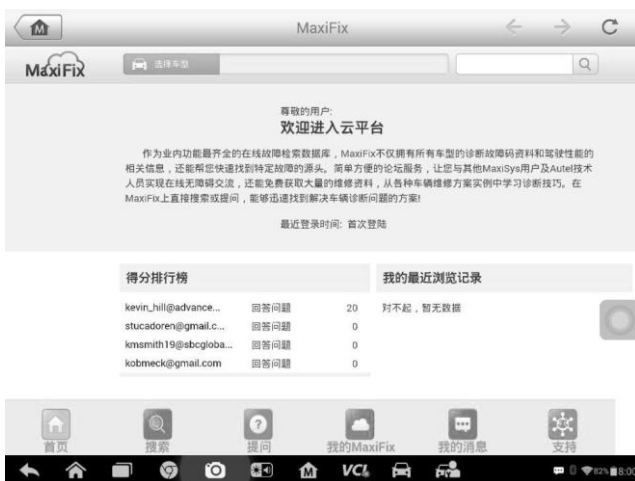 MaxiFix
MaxiFix
选择车型
尊敬的用户:
欢迎进入云平台
作为业内功能最齐全的在线故障检索数据库，MaxiFix不仅拥有所有车型的诊断故障码资料和驾驶性能的
相关信息，还能帮您快速找到特定故障的源头。简单方便的论坛服务，让您与其他MaxiSys用户及Autel技术
人员实现在线无障碍交流，还能免费获取大量的维修资料，从各种车辆维修方案实例中学习诊断技巧。在
MaxiFix上直接搜索或提问，能够迅速找到解决车辆诊断问题的方案!
最近登录时间: 首次登陆
得分排行榜
kevin_hill@advance... 回答问题 20
stucadoren@gmail.c... 回答问题 0
kmsmith19@sbcgloba... 回答问题 0
kobmeck@gmail.com 回答问题 0
我的最近浏览记录
对不起，暂无数据
首页 搜索 提问 我的MaxiFix 我的消息 支持
M VCI 82% 8:00